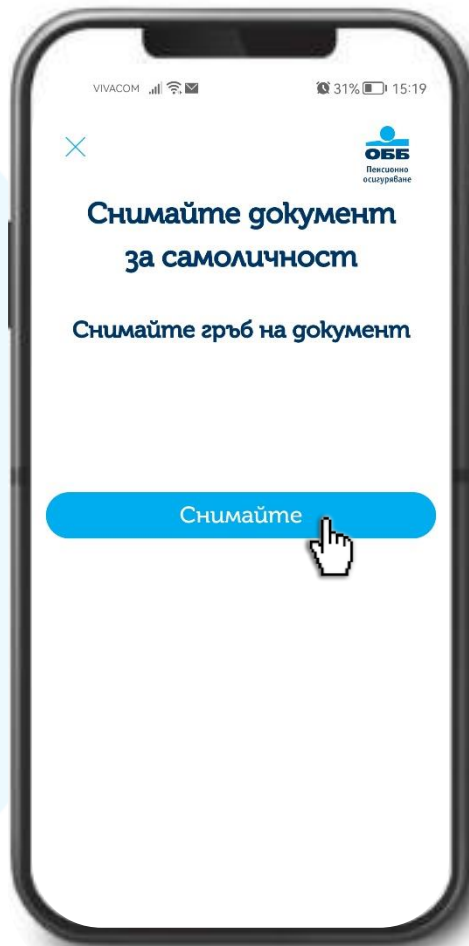 VIVACOM 31% 15:19
ОББ
Пенсионно
осигуряване
Снимайте документ
за самоличност
Снимайте гръб на документ
Снимайте